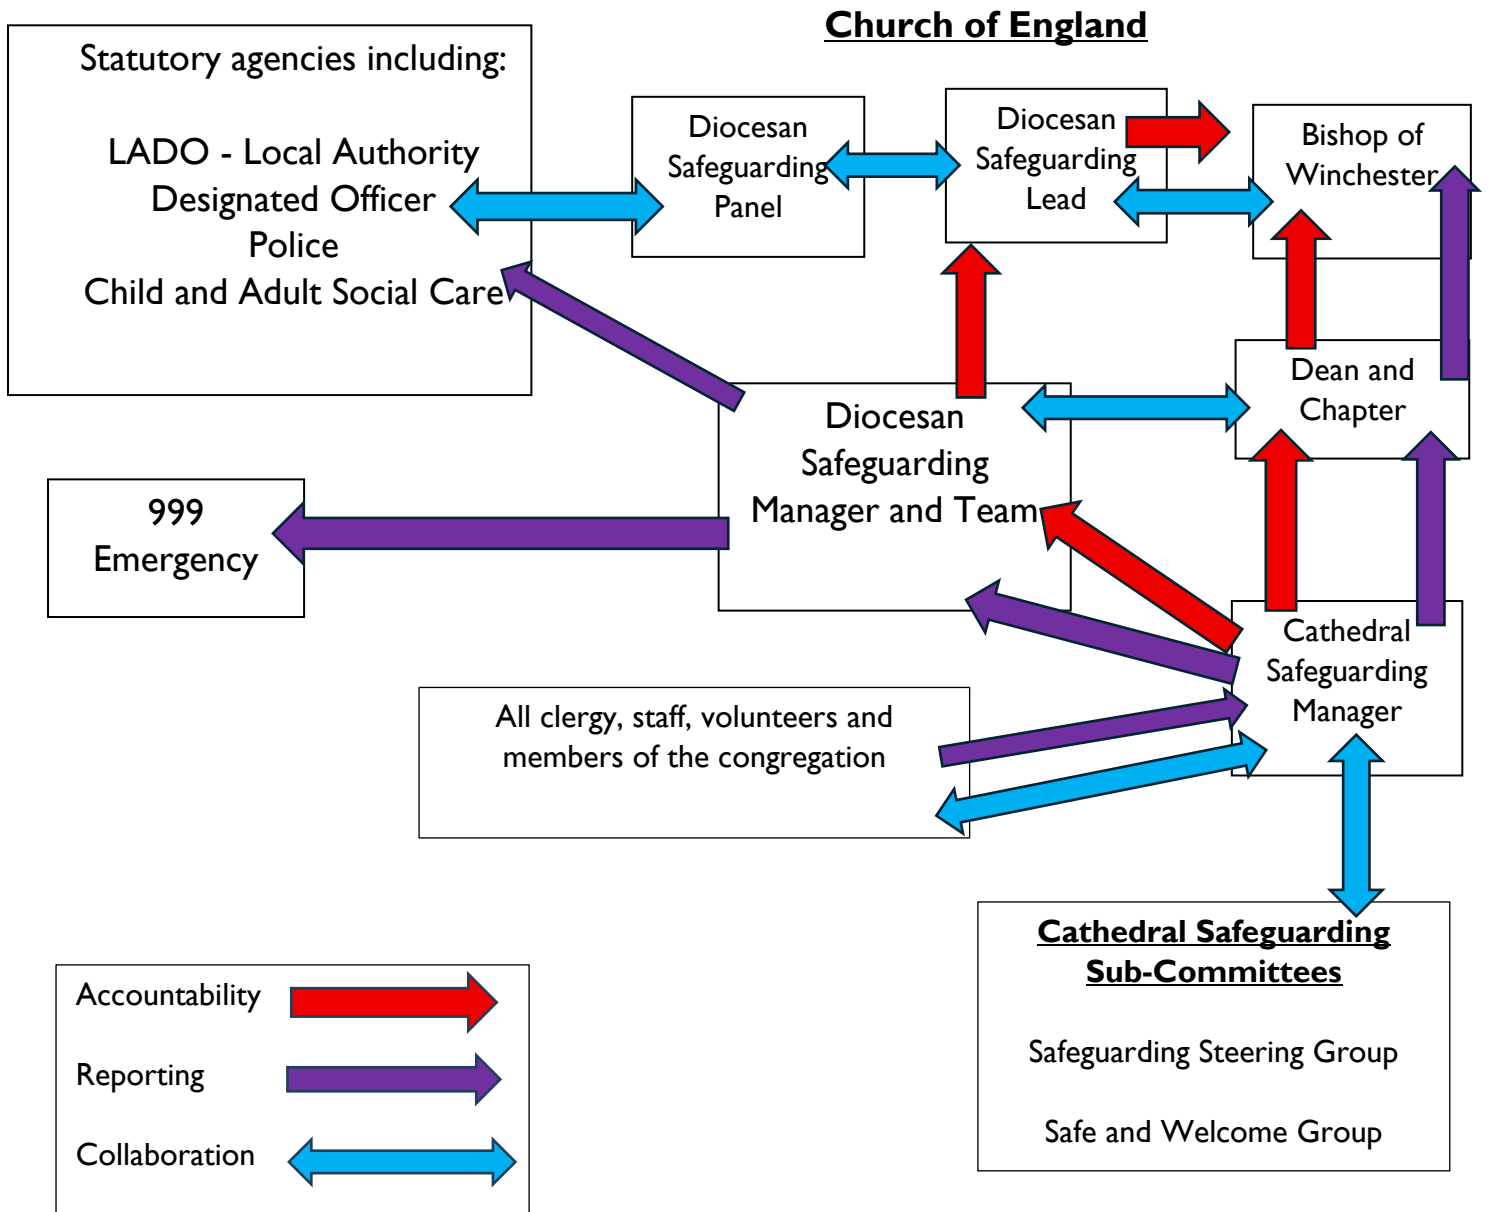 Church of England
Statutory agencies including:
LADO - Local Authority
Designated Officer
Police
Child and Adult Social Care
Diocesan
Safeguarding
Panel
Diocesan
Safeguarding
Lead
Bishop of
Winchester
Dean and
Chapter
Diocesan
Safeguarding
Manager and Team
999
Emergency
Cathedral
Safeguarding
Manager
All clergy, staff, volunteers and
members of the congregation
Cathedral Safeguarding
Sub-Committees
Safeguarding Steering Group
Safe and Welcome Group
Accountability
Reporting
Collaboration